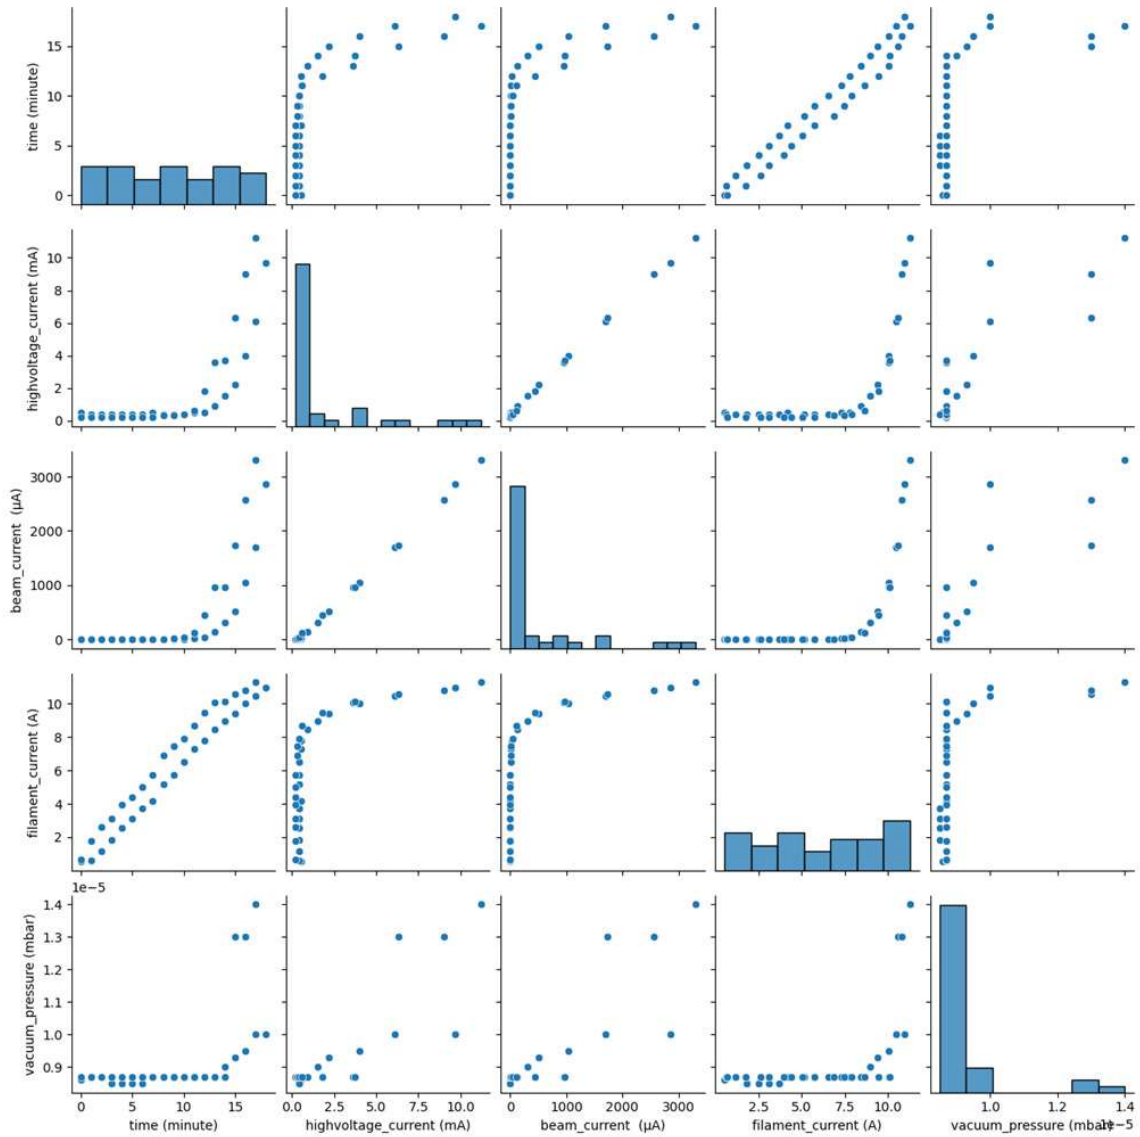 time (minute)
15
10
5
0
highvoltage_current (mA)
10
8
6
4
2
0
beam_current  (µA)
3000
2000
1000
0
filament_current (A)
10
8
6
4
2
1e−5
vacuum_pressure (mbar)
1.4
1.3
1.2
1.1
1.0
0.9
0 5 10 15
0.0 2.5 5.0 7.5 10.0
0 1000 2000 3000
2.5 5.0 7.5 10.0
1.0 1.2 1.4
time (minute)
highvoltage_current (mA)
beam_current  (µA)
filament_current (A)
vacuum_pressure (mbar)
1e−5